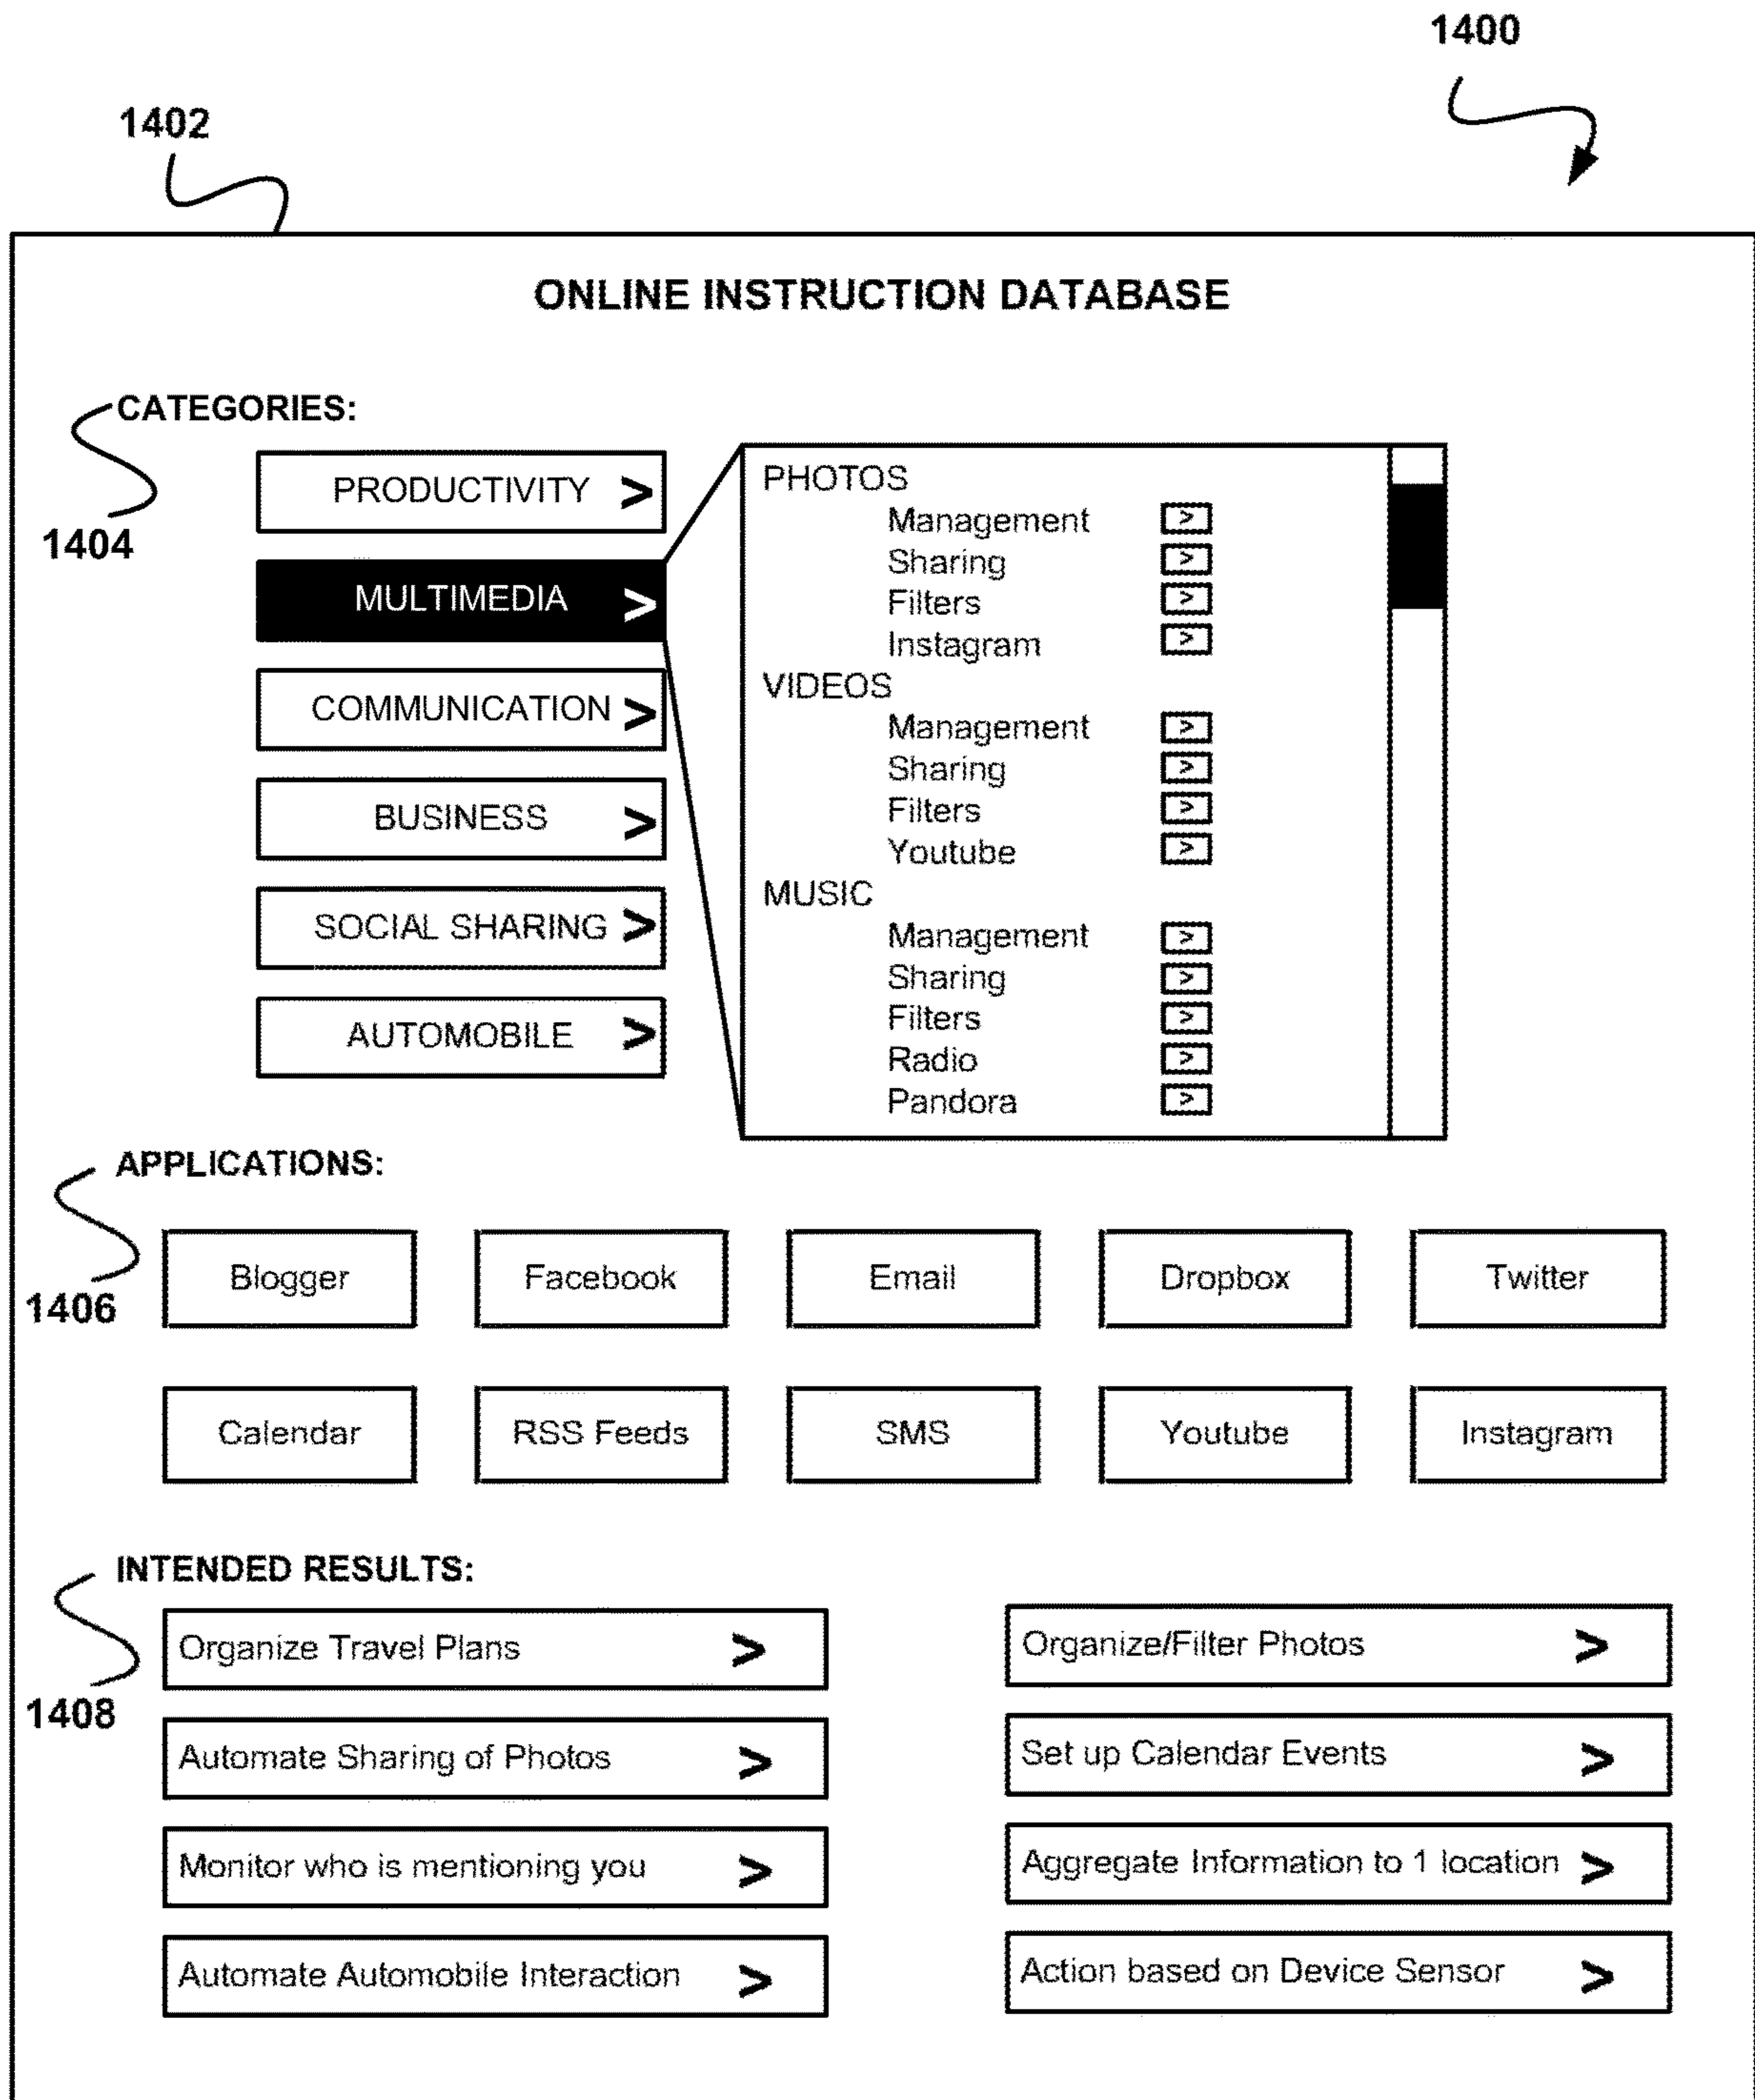 1400
1402
ONLINE INSTRUCTION DATABASE
CATEGORIES:
1404
PRODUCTIVITY >
MULTIMEDIA >
COMMUNICATION >
BUSINESS >
SOCIAL SHARING >
AUTOMOBILE >
PHOTOS
Management >
Sharing >
Filters >
Instagram >
VIDEOS
Management >
Sharing >
Filters >
Youtube >
MUSIC
Management >
Sharing >
Filters >
Radio >
Pandora >
APPLICATIONS:
1406
Blogger Facebook Email Dropbox Twitter
Calendar RSS Feeds SMS Youtube Instagram
INTENDED RESULTS:
1408
Organize Travel Plans > Organize/Filter Photos >
Automate Sharing of Photos > Set up Calendar Events >
Monitor who is mentioning you > Aggregate Information to 1 location >
Automate Automobile Interaction > Action based on Device Sensor >